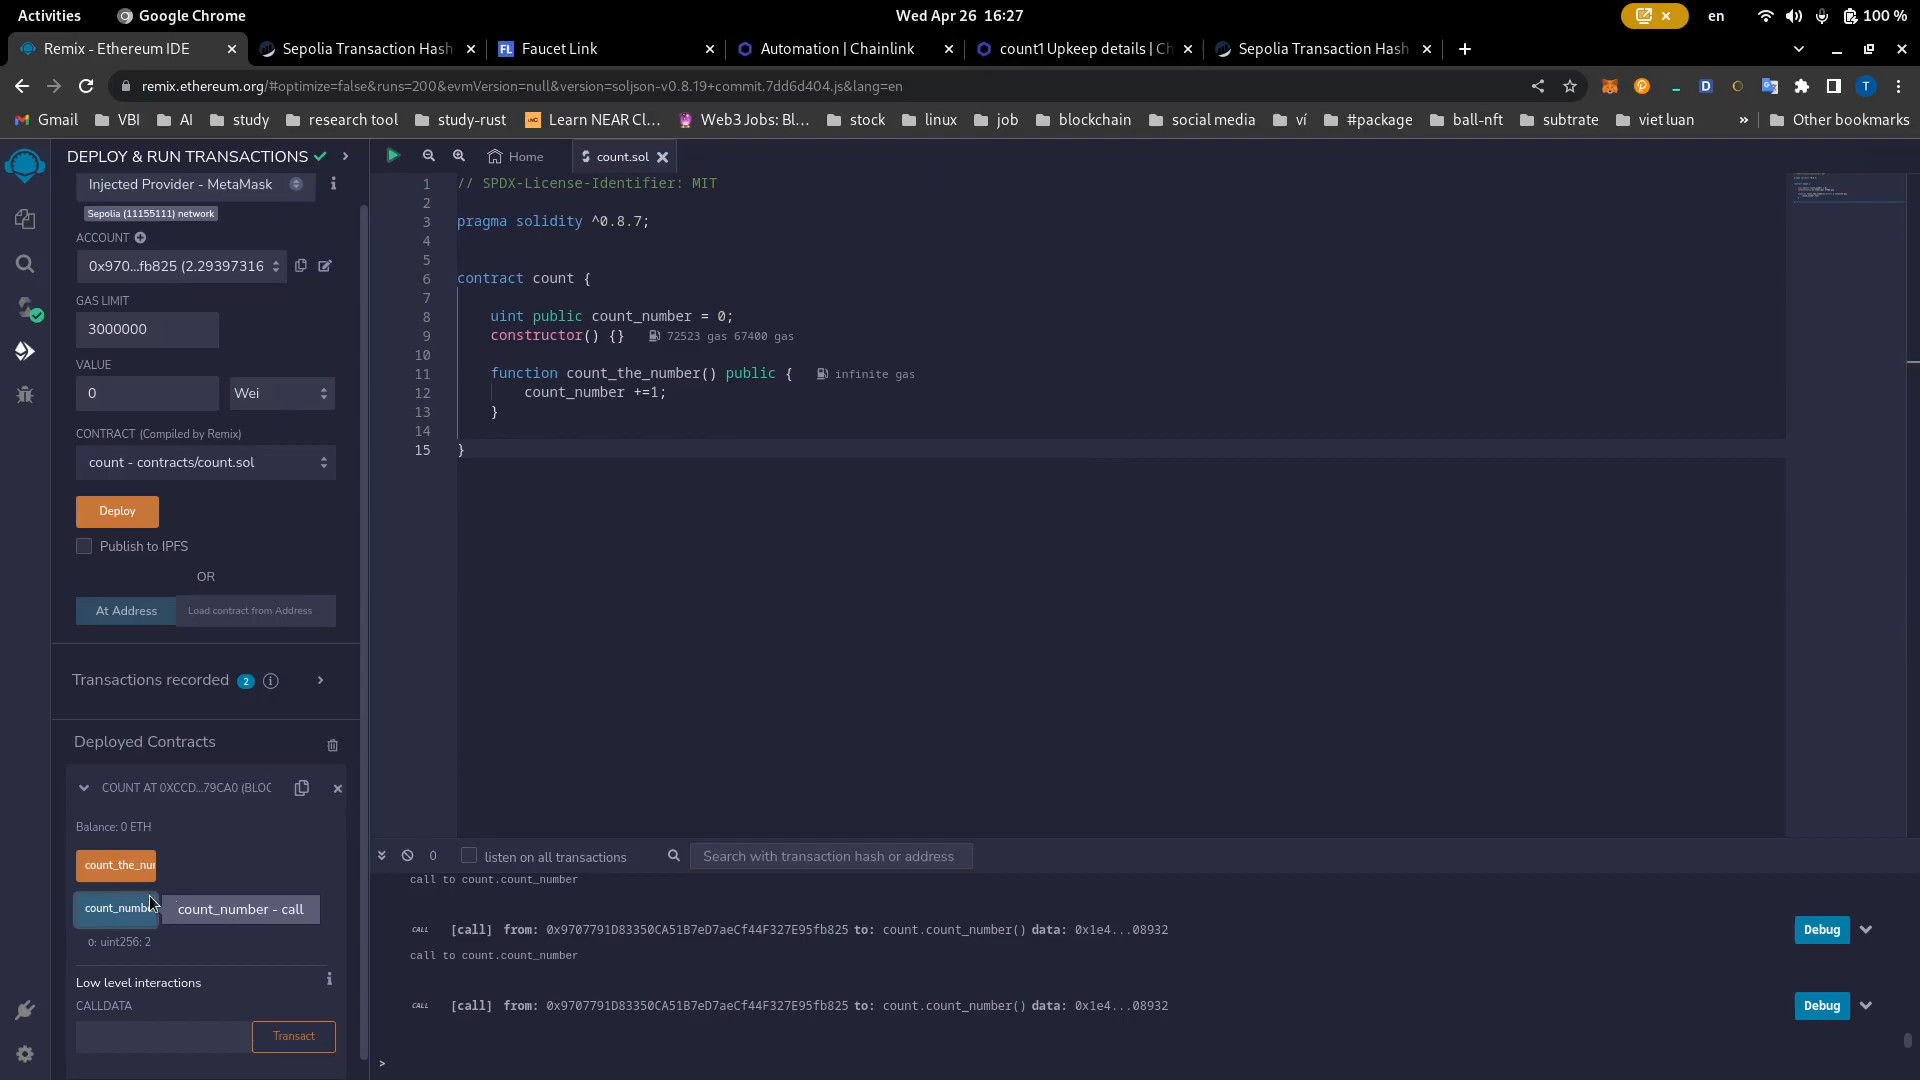 Activities
Google Chrome
Wed Apr 26 16:27
en
100 %
Remix - Ethereum IDE
Sepolia Transaction Hash
FL Faucet Link
Automation | Chainlink
count1 Upkeep details | Ch
Sepolia Transaction Hash
remix.ethereum.org/#optimize=false&runs=200&evmVersion=null&version=soljson-v0.8.19+commit.7dd6d404.js&lang=en
Gmail
VBI
AI
study
research tool
study-rust
Learn NEAR Cl...
Web3 Jobs: Bl...
stock
linux
job
blockchain
social media
ví
#package
ball-nft
subtrate
viet luan
»
Other bookmarks
DEPLOY & RUN TRANSACTIONS
Injected Provider - MetaMask
Sepolia (11155111) network
ACCOUNT
0x970...fb825 (2.29397316
GAS LIMIT
3000000
VALUE
0
Wei
CONTRACT (Compiled by Remix)
count - contracts/count.sol
Deploy
Publish to IPFS
OR
At Address
Load contract from Address
Transactions recorded 2
Deployed Contracts
COUNT AT 0XCCD...79CA0 (BLOC
Balance: 0 ETH
count_the_nur
count_numbe
count_number - call
0: uint256: 2
Low level interactions
CALLDATA
Transact
Home
count.sol
1 // SPDX-License-Identifier: MIT
2
3 pragma solidity ^0.8.7;
4
5
6 contract count {
7
8 uint public count_number = 0;
9 constructor() {} 72523 gas 67400 gas
10
11 function count_the_number() public { infinite gas
12 count_number +=1;
13 }
14
15 }
0
listen on all transactions
Search with transaction hash or address
call to count.count_number
CALL [call] from: 0x9707791D83350CA51B7eD7aeCf44F327E95fb825 to: count.count_number() data: 0x1e4...08932
Debug
call to count.count_number
CALL [call] from: 0x9707791D83350CA51B7eD7aeCf44F327E95fb825 to: count.count_number() data: 0x1e4...08932
Debug
>